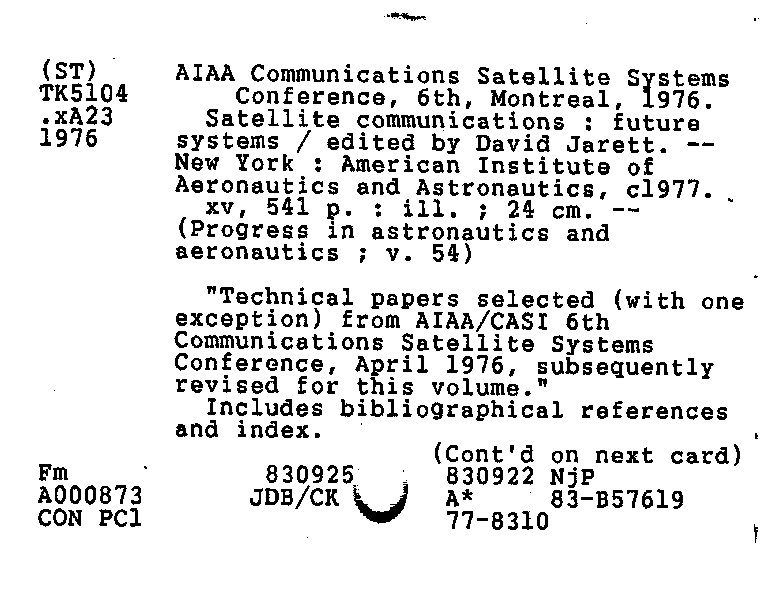 (ST) AIAA Communications Satellite Systems
TK5104 Conference, 6th, Montreal, 1976.
.xA23 Satellite communications : future
1976 systems / edited by David Jarett. --
New York : American Institute of
Aeronautics and Astronautics, c1977.
xv, 541 p. : ill. ; 24 cm. --
(Progress in astronautics and
aeronautics ; v. 54)
"Technical papers selected (with one
exception) from AIAA/CASI 6th
Communications Satellite Systems
Conference, April 1976, subsequently
revised for this volume."
Includes bibliographical references
and index.
(Cont'd on next card)
Fm 830925 830922 NjP
A000873 JDB/CK A* 83-B57619
CON PCl 77-8310